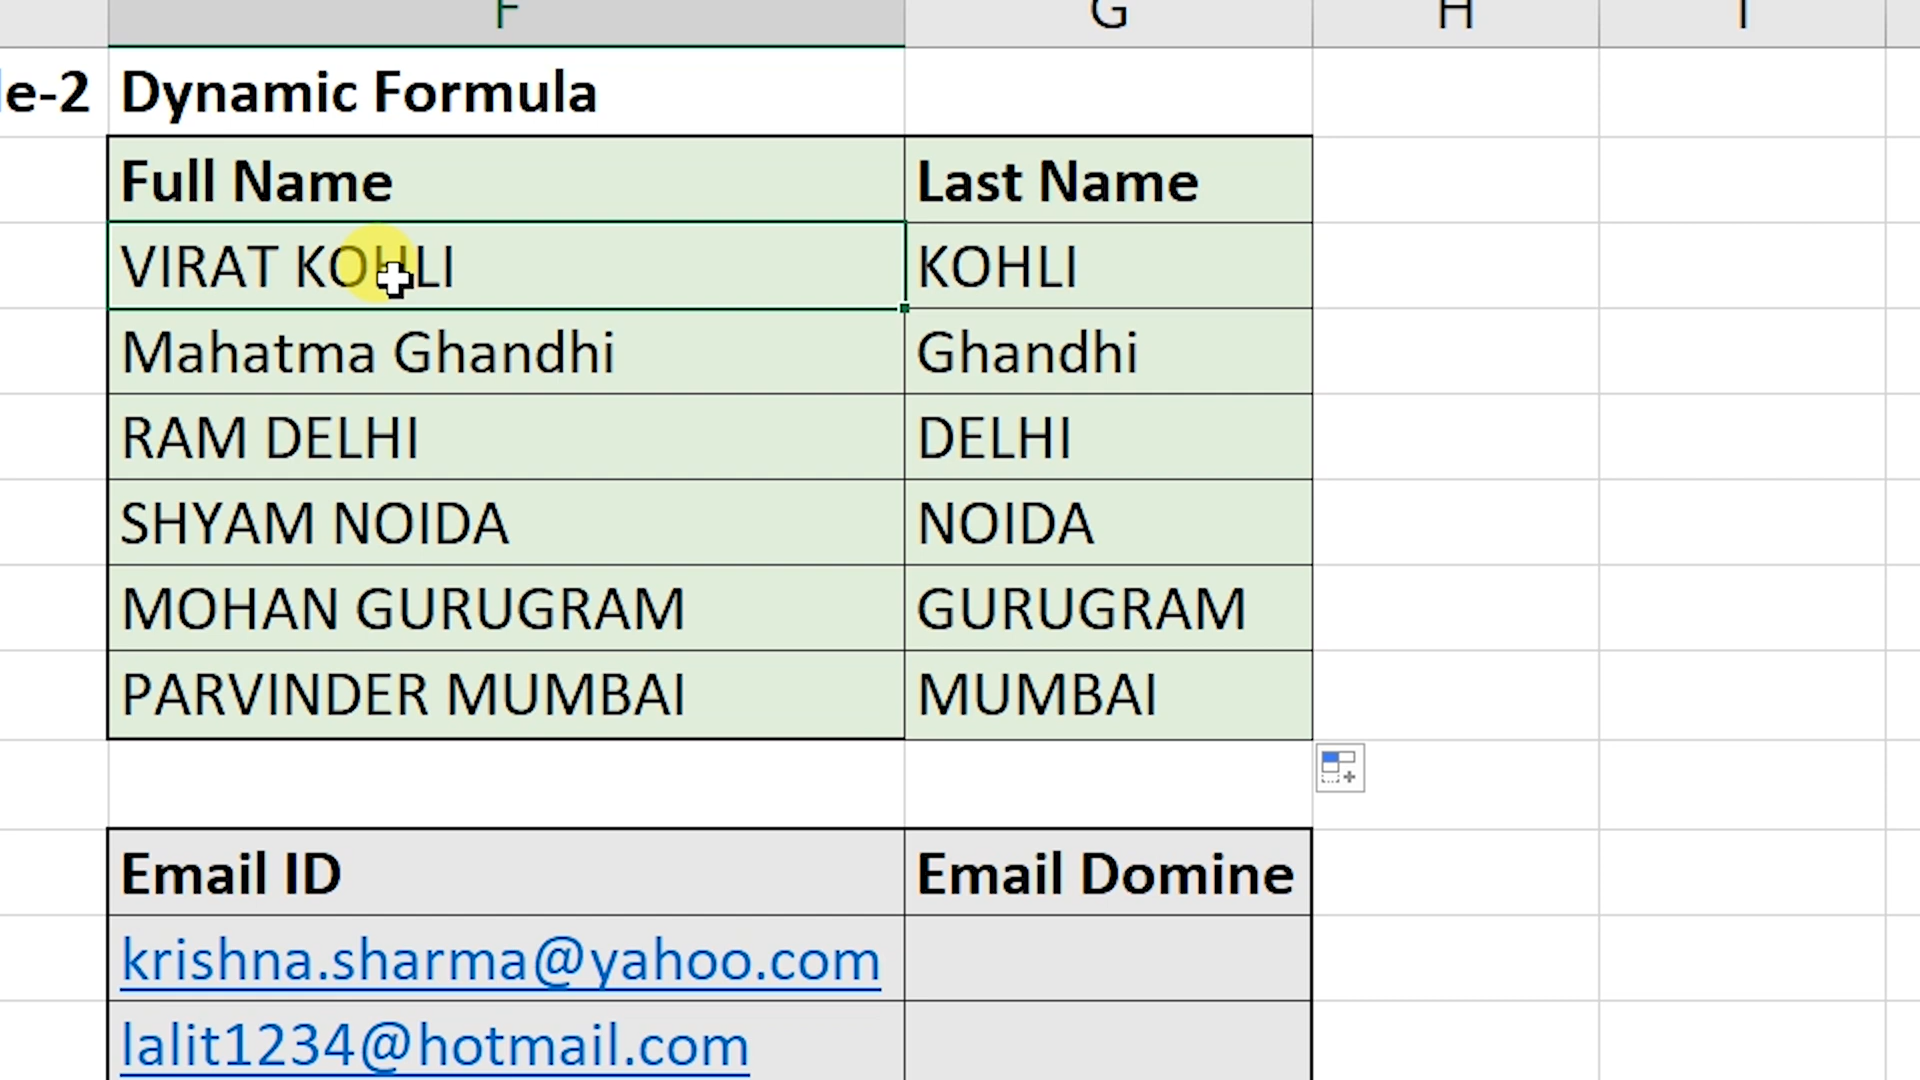 F G H I
le-2 Dynamic Formula
Full Name Last Name
VIRAT KOHLI KOHLI
Mahatma Ghandhi Ghandhi
RAM DELHI DELHI
SHYAM NOIDA NOIDA
MOHAN GURUGRAM GURUGRAM
PARVINDER MUMBAI MUMBAI
Email ID Email Domine
krishna.sharma@yahoo.com
lalit1234@hotmail.com